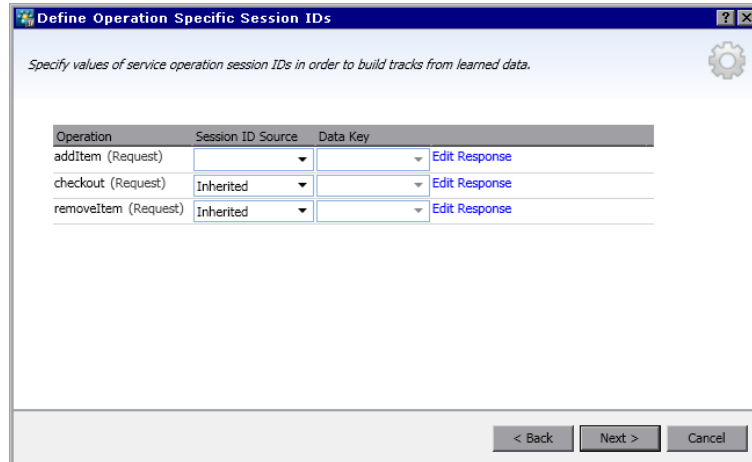 Define Operation Specific Session IDs
Specify values of service operation session IDs in order to build tracks from learned data.
Operation Session ID Source Data Key
addItem (Request) Edit Response
checkout (Request) Inherited Edit Response
removeItem (Request) Inherited Edit Response
< Back Next > Cancel